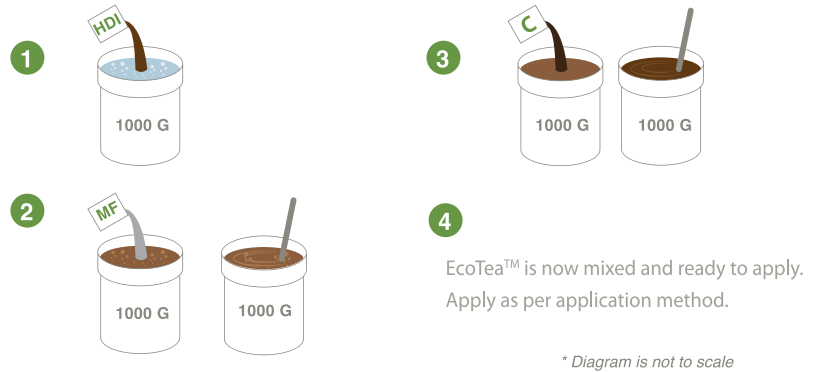 1
HDI
1000 G
2
MF
1000 G
1000 G
3
C
1000 G
1000 G
4
EcoTea™ is now mixed and ready to apply.
Apply as per application method.
* Diagram is not to scale